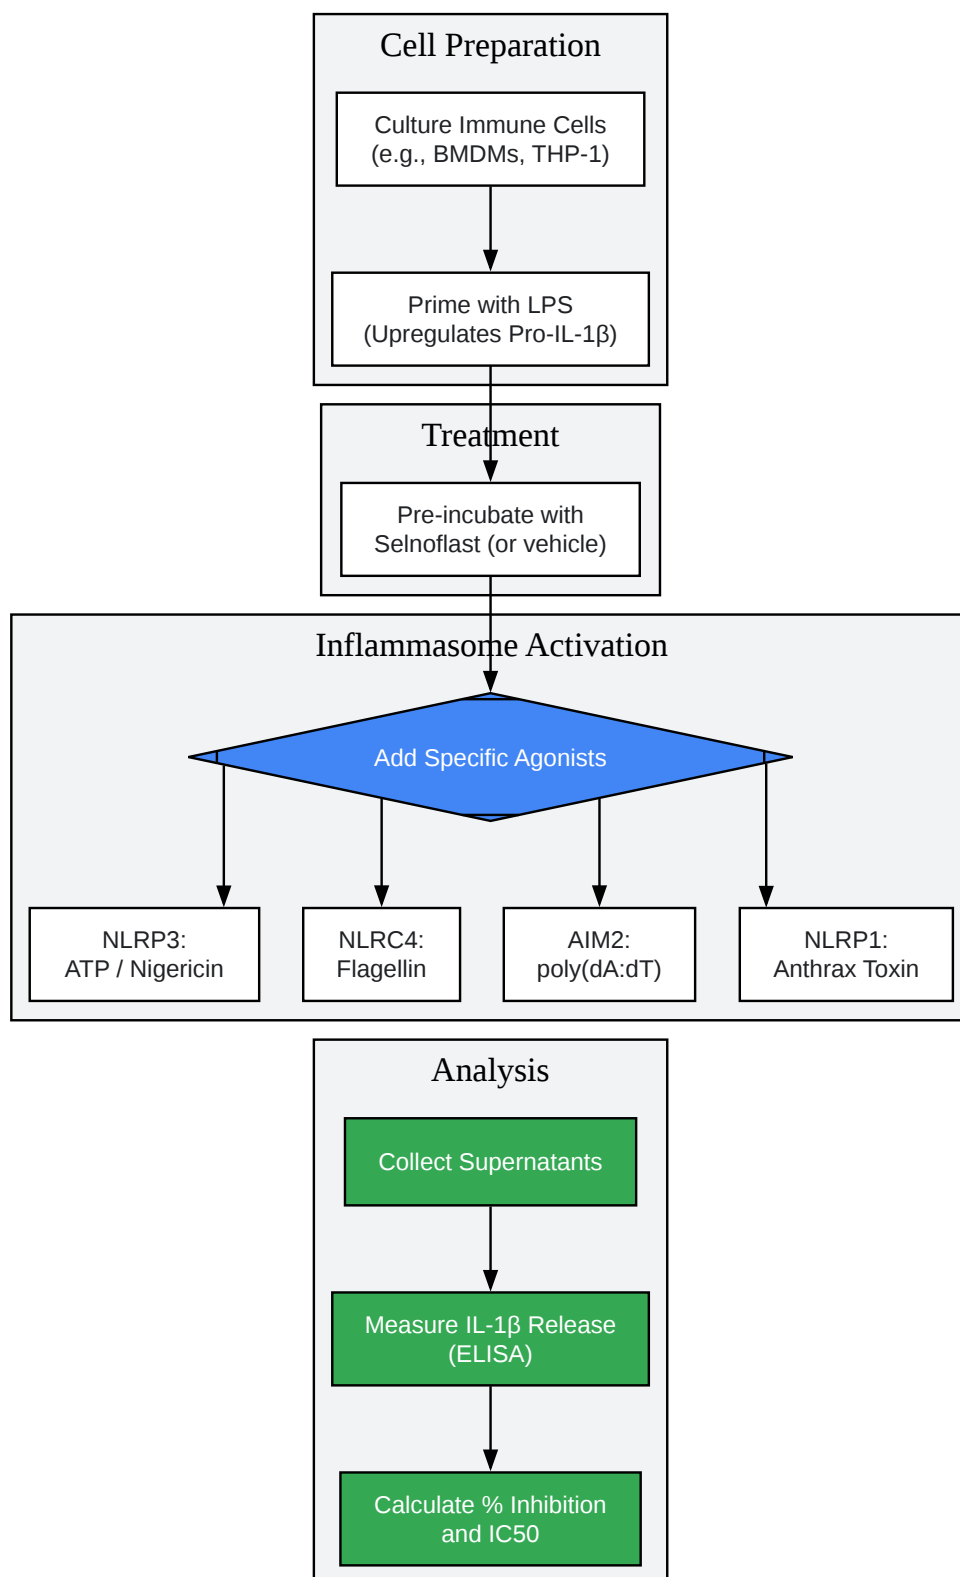 Cell Preparation
Culture Immune Cells
(e.g., BMDMs, THP-1)
Prime with LPS
(Upregulates Pro-IL-1β)
Treatment
Pre-incubate with
Selnoflast (or vehicle)
Inflammasome Activation
Add Specific Agonists
NLRP3:
ATP / Nigericin
NLRC4:
Flagellin
AIM2:
poly(dA:dT)
NLRP1:
Anthrax Toxin
Analysis
Collect Supernatants
Measure IL-1β Release
(ELISA)
Calculate % Inhibition
and IC50